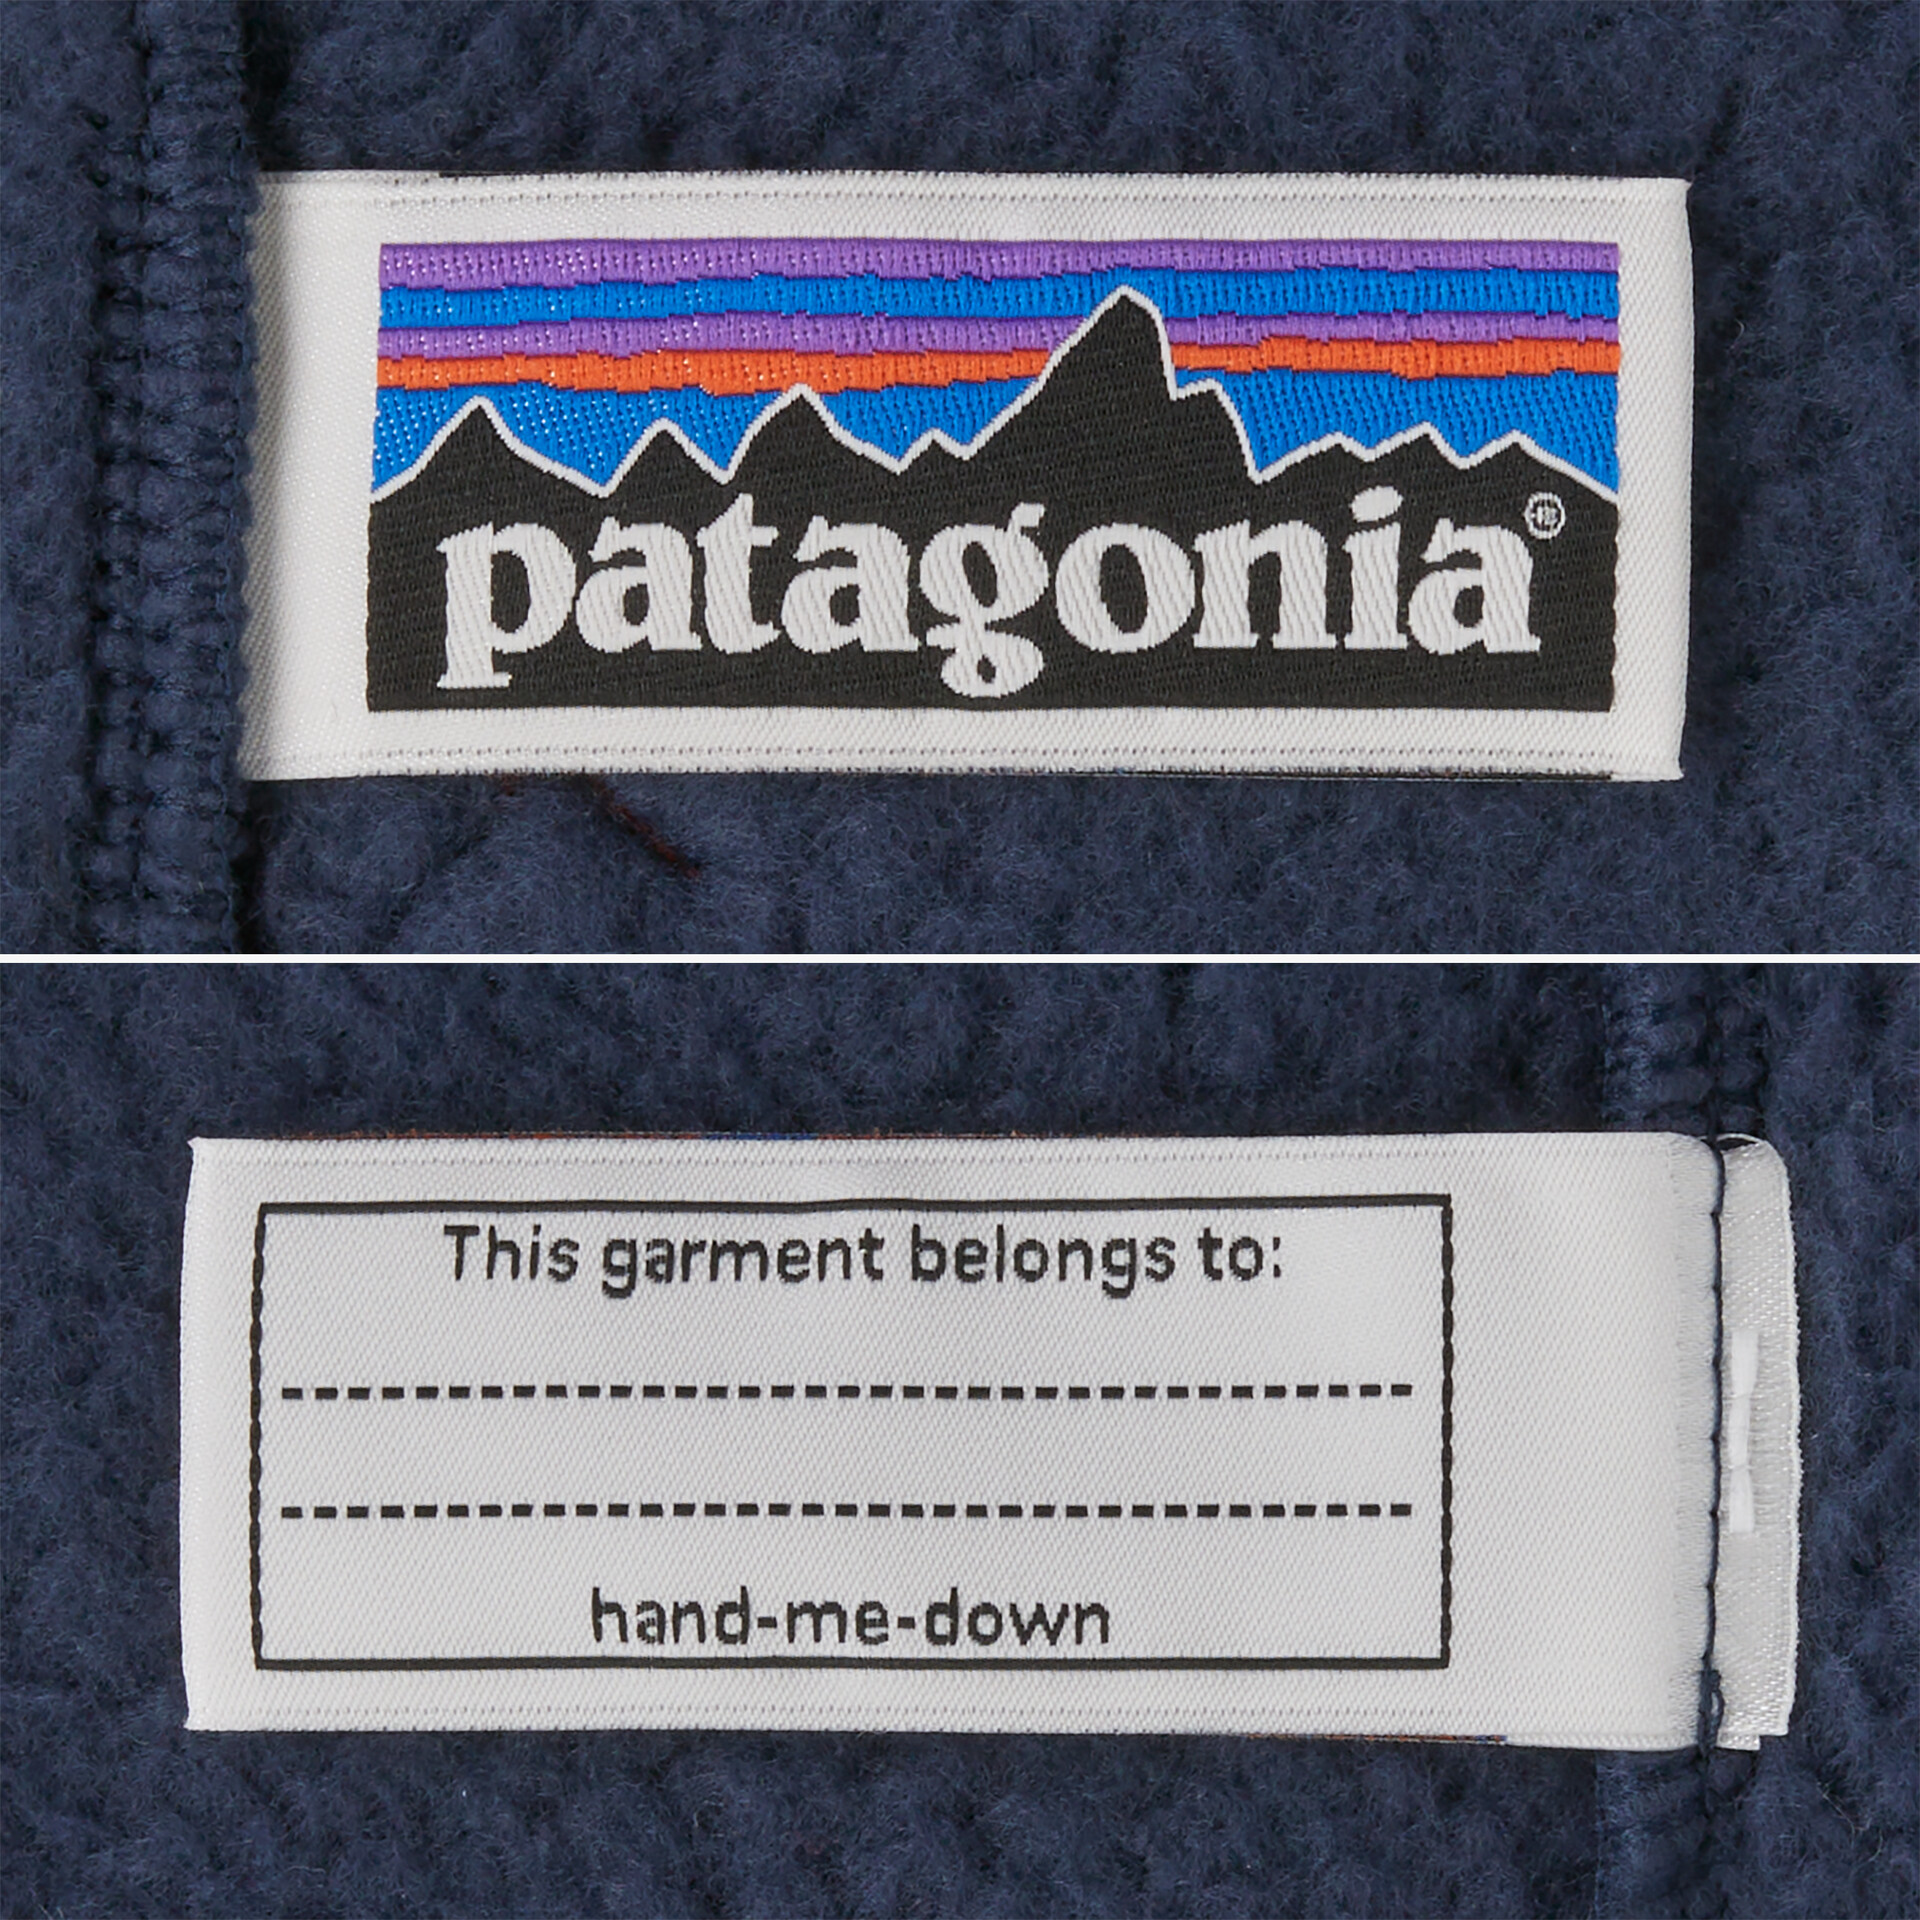 patagonia®
This garment belongs to:
hand-me-down